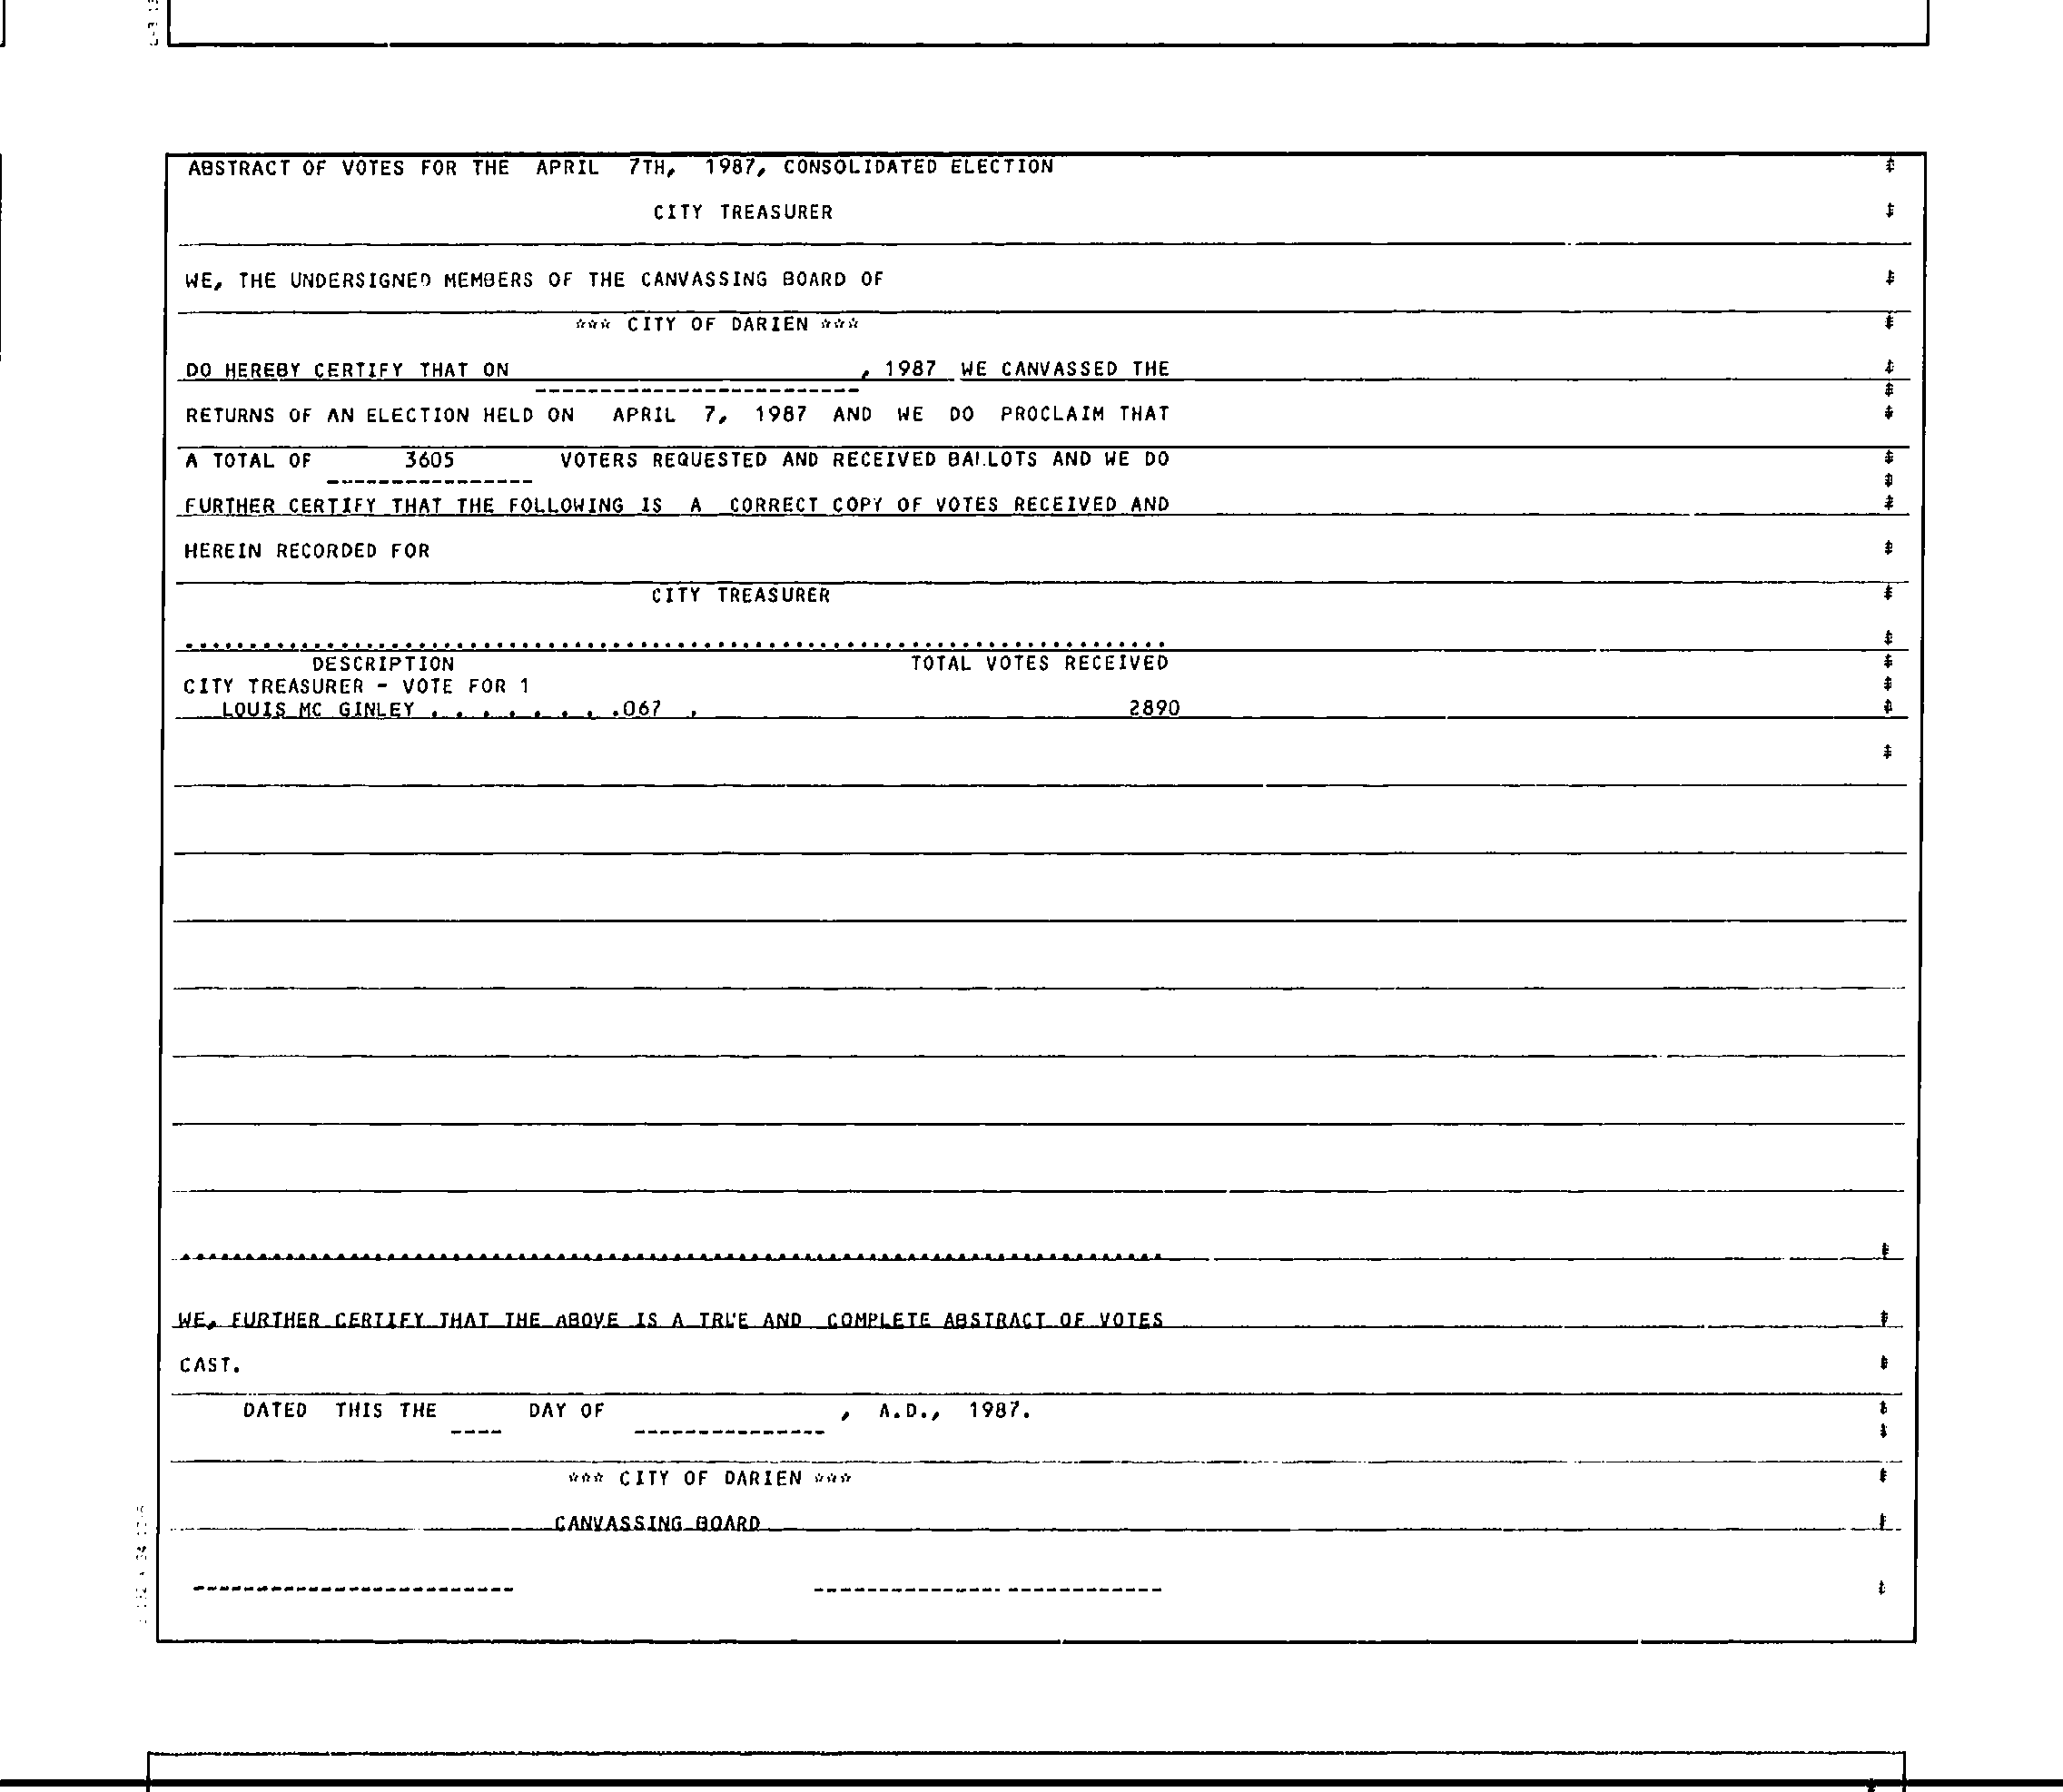 ABSTRACT OF VOTES FOR THE APRIL 7TH, 1987, CONSOLIDATED ELECTION
CITY TREASURER
WE, THE UNDERSIGNED MEMBERS OF THE CANVASSING BOARD OF
*** CITY OF DARIEN ***
DO HEREBY CERTIFY THAT ON , 1987 WE CANVASSED THE
RETURNS OF AN ELECTION HELD ON APRIL 7, 1987 AND WE DO PROCLAIM THAT
A TOTAL OF 3605 VOTERS REQUESTED AND RECEIVED BALLOTS AND WE DO
FURTHER CERTIFY THAT THE FOLLOWING IS A CORRECT COPY OF VOTES RECEIVED AND
HEREIN RECORDED FOR
CITY TREASURER
DESCRIPTION TOTAL VOTES RECEIVED
CITY TREASURER - VOTE FOR 1
LOUIS MC GINLEY . . . . . . . .067 . 2890
WE, FURTHER CERTIFY THAT THE ABOVE IS A TRUE AND COMPLETE ABSTRACT OF VOTES
CAST.
DATED THIS THE ____ DAY OF _______________ , A.D., 1987.
*** CITY OF DARIEN ***
CANVASSING BOARD